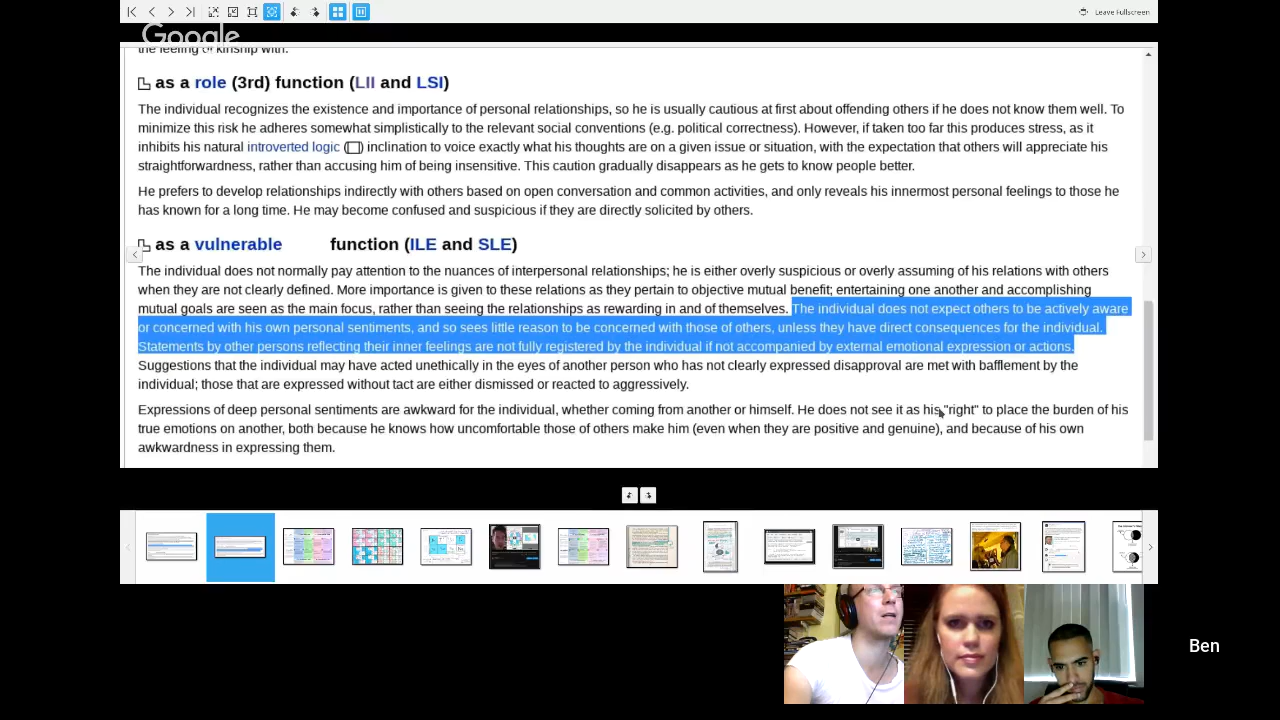 Leave Fullscreen
Google
the feeling of kinship with.
as a role (3rd) function (LII and LSI)
The individual recognizes the existence and importance of personal relationships, so he is usually cautious at first about offending others if he does not know them well. To
minimize this risk he adheres somewhat simplistically to the relevant social conventions (e.g. political correctness). However, if taken too far this produces stress, as it
inhibits his natural introverted logic ( ) inclination to voice exactly what his thoughts are on a given issue or situation, with the expectation that others will appreciate his
straightforwardness, rather than accusing him of being insensitive. This caution gradually disappears as he gets to know people better.
He prefers to develop relationships indirectly with others based on open conversation and common activities, and only reveals his innermost personal feelings to those he
has known for a long time. He may become confused and suspicious if they are directly solicited by others.
as a vulnerable function (ILE and SLE)
The individual does not normally pay attention to the nuances of interpersonal relationships; he is either overly suspicious or overly assuming of his relations with others
when they are not clearly defined. More importance is given to these relations as they pertain to objective mutual benefit; entertaining one another and accomplishing
mutual goals are seen as the main focus, rather than seeing the relationships as rewarding in and of themselves. The individual does not expect others to be actively aware
or concerned with his own personal sentiments, and so sees little reason to be concerned with those of others, unless they have direct consequences for the individual.
Statements by other persons reflecting their inner feelings are not fully registered by the individual if not accompanied by external emotional expression or actions.
Suggestions that the individual may have acted unethically in the eyes of another person who has not clearly expressed disapproval are met with bafflement by the
individual; those that are expressed without tact are either dismissed or reacted to aggressively.
Expressions of deep personal sentiments are awkward for the individual, whether coming from another or himself. He does not see it as his "right" to place the burden of his
true emotions on another, both because he knows how uncomfortable those of others make him (even when they are positive and genuine), and because of his own
awkwardness in expressing them.
Ben